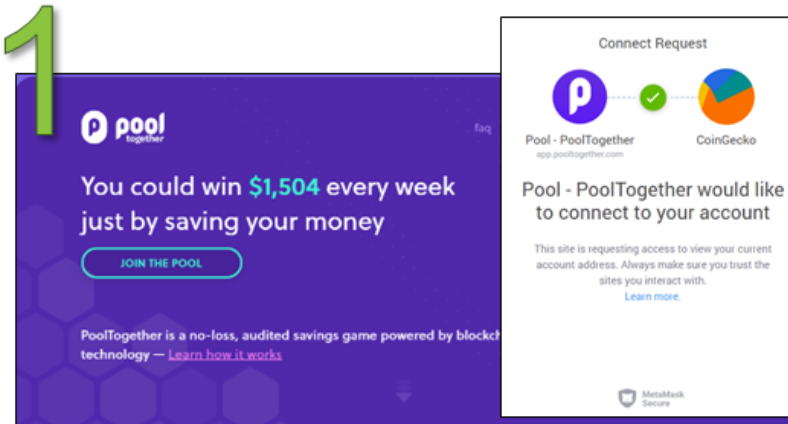 1
pool
together
faq
You could win $1,504 every week
just by saving your money
JOIN THE POOL
PoolTogether is a no-loss, audited savings game powered by
technology — Learn how it works
Connect Request
Pool - PoolTogether
app.pooltogether.com
CoinGecko
Pool - PoolTogether would like
to connect to your account
This site is requesting access to view your current
account address. Always make sure you trust the
sites you interact with.
Learn more.
MetaMask
Secure